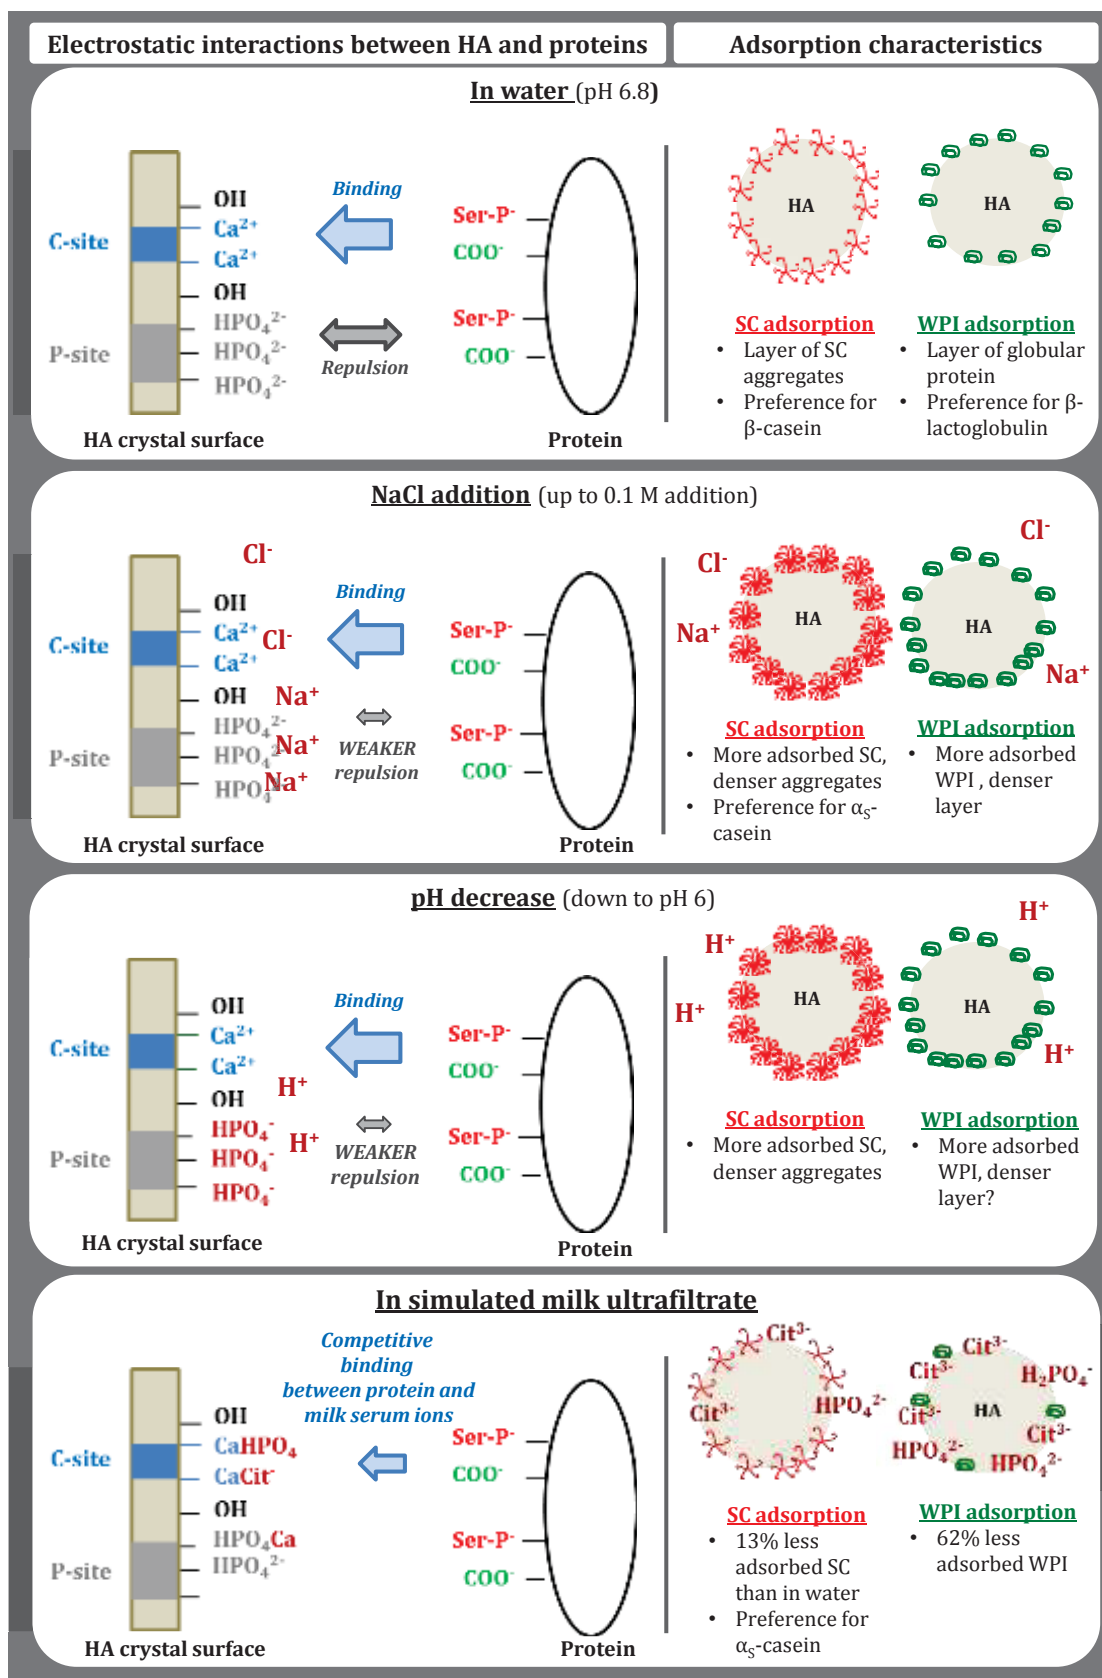 Electrostatic interactions between HA and proteins
Adsorption characteristics
In water (pH 6.8)
OH
Ca²⁺
C-site
Ca²⁺
OH
HPO₄²⁻
P-site
HPO₄²⁻
HPO₄²⁻
HA crystal surface
Binding
Repulsion
Ser-P⁻
COO⁻
Ser-P⁻
COO⁻
Protein
HA
HA
SC adsorption
• Layer of SC
aggregates
• Preference for
β-casein
WPI adsorption
• Layer of globular
protein
• Preference for β-
lactoglobulin
NaCl addition (up to 0.1 M addition)
Cl⁻
OH
Ca²⁺
Cl⁻
C-site
Ca²⁺
OH
Na⁺
HPO₄²⁻
P-site
HPO₄²⁻
Na⁺
HPO₄²⁻
Na⁺
HA crystal surface
Binding
WEAKER
repulsion
Ser-P⁻
COO⁻
Ser-P⁻
COO⁻
Protein
Cl⁻
Na⁺
HA
Cl⁻
HA
Na⁺
SC adsorption
• More adsorbed SC,
denser aggregates
• Preference for αₛ-
casein
WPI adsorption
• More adsorbed
WPI , denser
layer
pH decrease (down to pH 6)
OH
Ca²⁺
C-site
Ca²⁺
H⁺
OH
HPO₄⁻
H⁺
P-site
HPO₄⁻
HPO₄⁻
HA crystal surface
Binding
WEAKER
repulsion
Ser-P⁻
COO⁻
Ser-P⁻
COO⁻
Protein
H⁺
H⁺
HA
H⁺
HA
H⁺
SC adsorption
• More adsorbed SC,
denser aggregates
WPI adsorption
• More adsorbed
WPI, denser
layer?
In simulated milk ultrafiltrate
Competitive
binding
between protein and
milk serum ions
OH
CaHPO₄
C-site
CaCit⁻
OH
HPO₄Ca
P-site
HPO₄²⁻
HA crystal surface
Ser-P⁻
COO⁻
Ser-P⁻
COO⁻
Protein
Cit³⁻
Cit³⁻
HPO₄²⁻
Cit³⁻
Cit³⁻
H₂PO₄⁻
Cit³⁻
HA
Cit³⁻
HPO₄²⁻
HPO₄²⁻
SC adsorption
• 13% less
adsorbed SC
than in water
• Preference for
αₛ-casein
WPI adsorption
• 62% less
adsorbed WPI